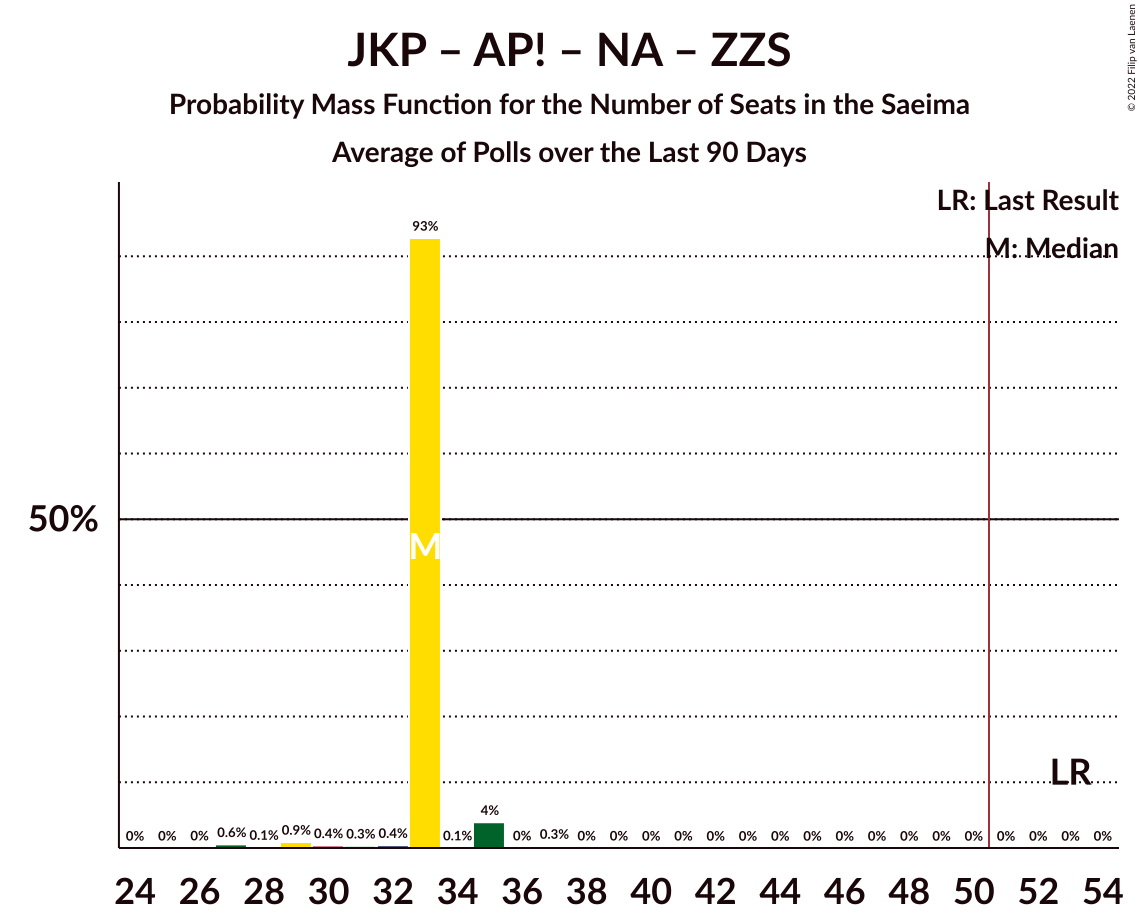 JKP – AP! – NA – ZZS
Probability Mass Function for the Number of Seats in the Saeima
Average of Polls over the Last 90 Days
© 2022 Filip van Laenen
LR: Last Result
M: Median
93%
50%
M
LR
0% 0% 0% 0.6% 0.1% 0.9% 0.4% 0.3% 0.4% 0.1% 4% 0% 0.3% 0% 0% 0% 0% 0% 0% 0% 0% 0% 0% 0% 0% 0% 0% 0% 0% 0%
24 26 28 30 32 34 36 38 40 42 44 46 48 50 52 54